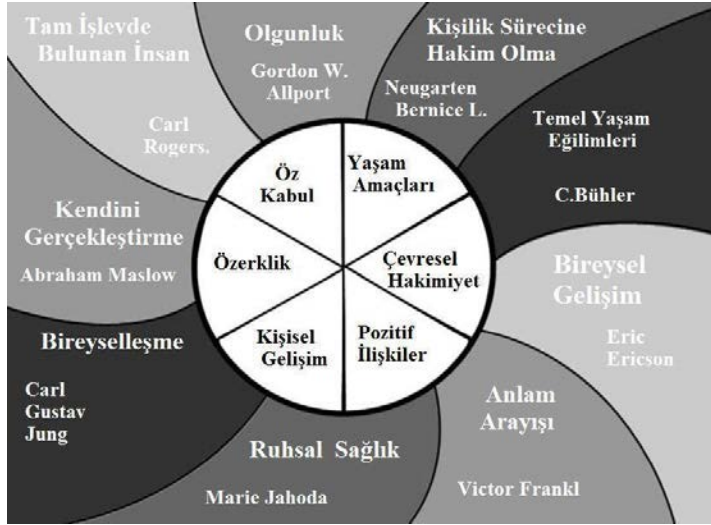 Tam İşlevde
Bulunan İnsan
Carl
Rogers.
Olgunluk
Gordon W.
Allport
Kişilik Sürecine
Hakim Olma
Neugarten
Bernice L.
Temel Yaşam
Eğilimleri
C.Bühler
Bireysel
Gelişim
Eric
Ericson
Anlam
Arayışı
Victor Frankl
Ruhsal Sağlık
Marie Jahoda
Bireyselleşme
Carl
Gustav
Jung
Kendini
Gerçekleştirme
Abraham Maslow
Öz
Kabul
Yaşam
Amaçları
Çevresel
Hakimiyet
Pozitif
İlişkiler
Kişisel
Gelişim
Özerklik